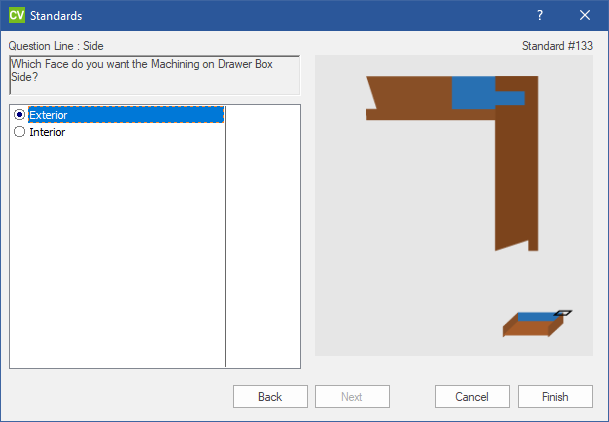 CV Standards ?
Question Line : Side Standard #133
Which Face do you want the Machining on Drawer Box
Side?
Exterior
Interior
Back Next Cancel Finish